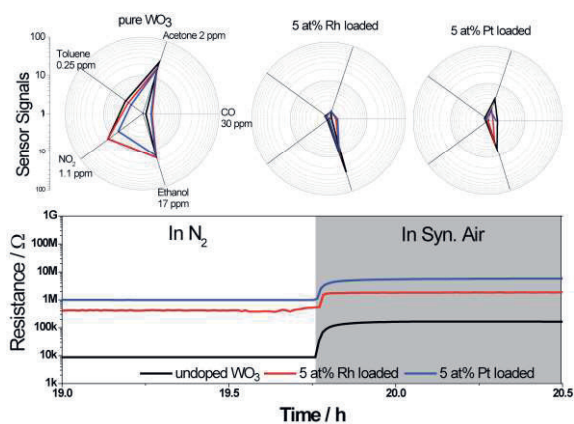 pure WO₃
5 at% Rh loaded
5 at% Pt loaded
Sensor Signals
100
10
1
10
100
Toluene
0.25 ppm
Acetone 2 ppm
CO
30 ppm
NO₂
1.1 ppm
Ethanol
17 ppm
Resistance / Ω
1G
100M
10M
1M
100k
10k
1k
In N₂
In Syn. Air
undoped WO₃
5 at% Rh loaded
5 at% Pt loaded
19.0
19.5
20.0
20.5
Time / h